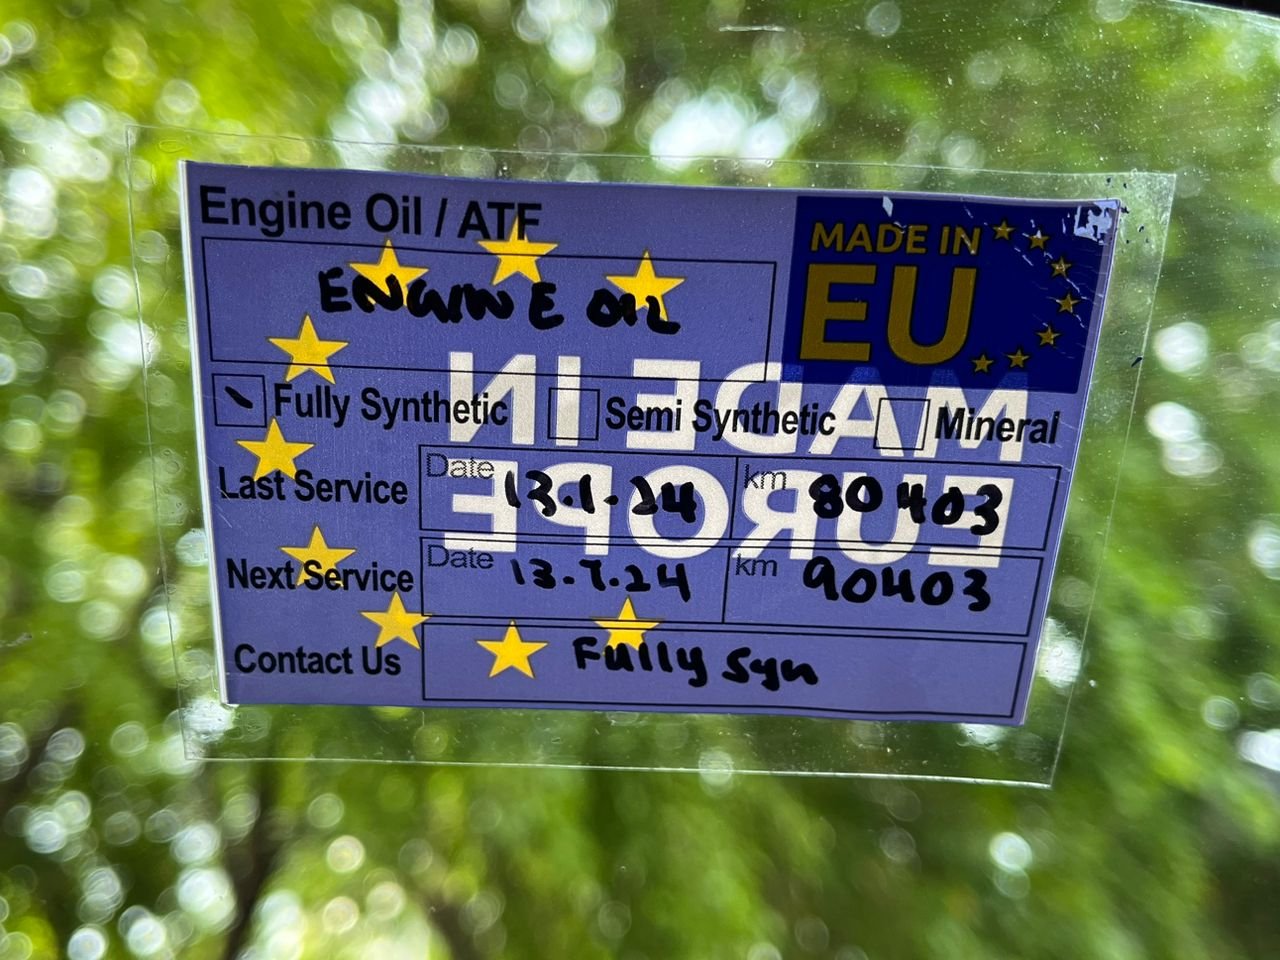 Engine Oil / ATF
MADE IN
EU
ENGINE OIL
Fully Synthetic Semi Synthetic Mineral
MADE IN
EUROPE
Last Service Date 13.1.24 km 80403
Next Service Date 13.7.24 km 90403
Contact Us Fully Syn